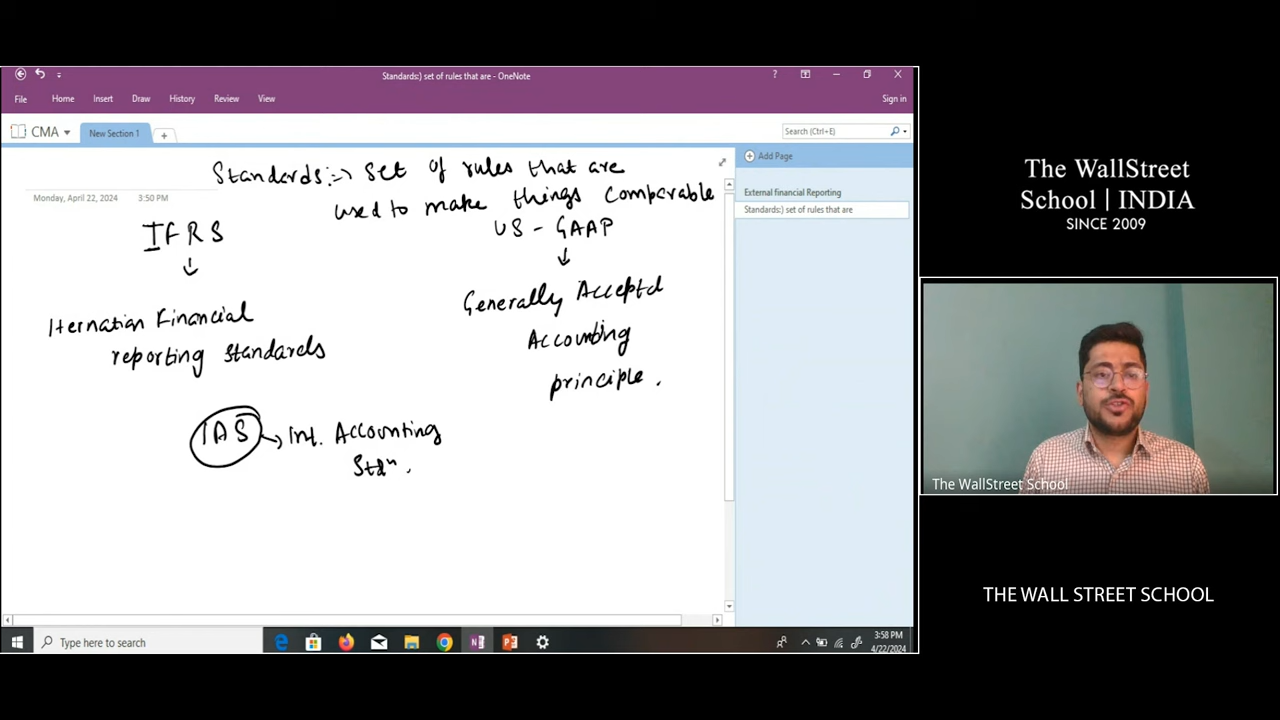 Standards:) set of rules that are - OneNote
?
File
Home
Insert
Draw
History
Review
View
Sign in
CMA
New Section 1
+
Search (Ctrl+E)
Add Page
External financial Reporting
Standards:) set of rules that are
Monday, April 22, 2024
3:50 PM
Standards:→ Set of rules that are
used to make things comparable
IFRS
↓
Iternation Financial
reporting standards
US - GAAP
↓
Generally Acceptd
Accounting
principle.
IAS → Int. Accounting
Stdⁿ.
The WallStreet
School | INDIA
SINCE 2009
The WallStreet School
THE WALL STREET SCHOOL
Type here to search
3:58 PM
4/22/2024